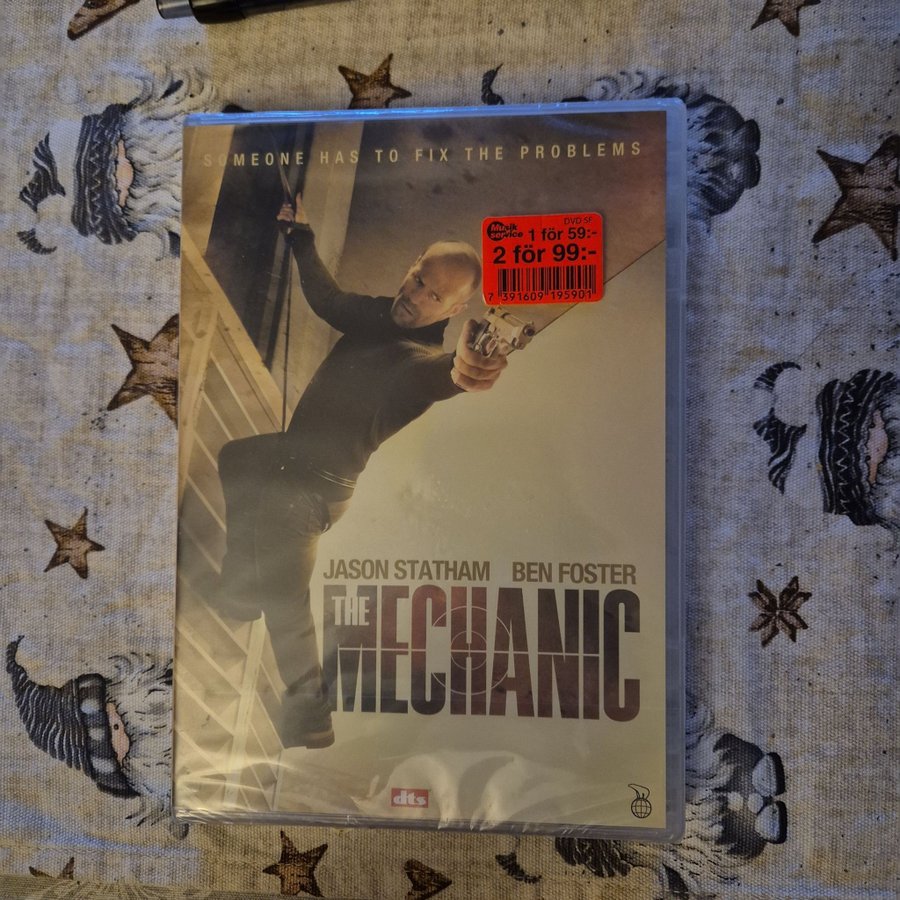 SOMEONE HAS TO FIX THE PROBLEMS
DVD SF
Musik service 1 för 59:-
2 för 99:-
7 391609 195901
JASON STATHAM BEN FOSTER
THE
MECHANIC
dts